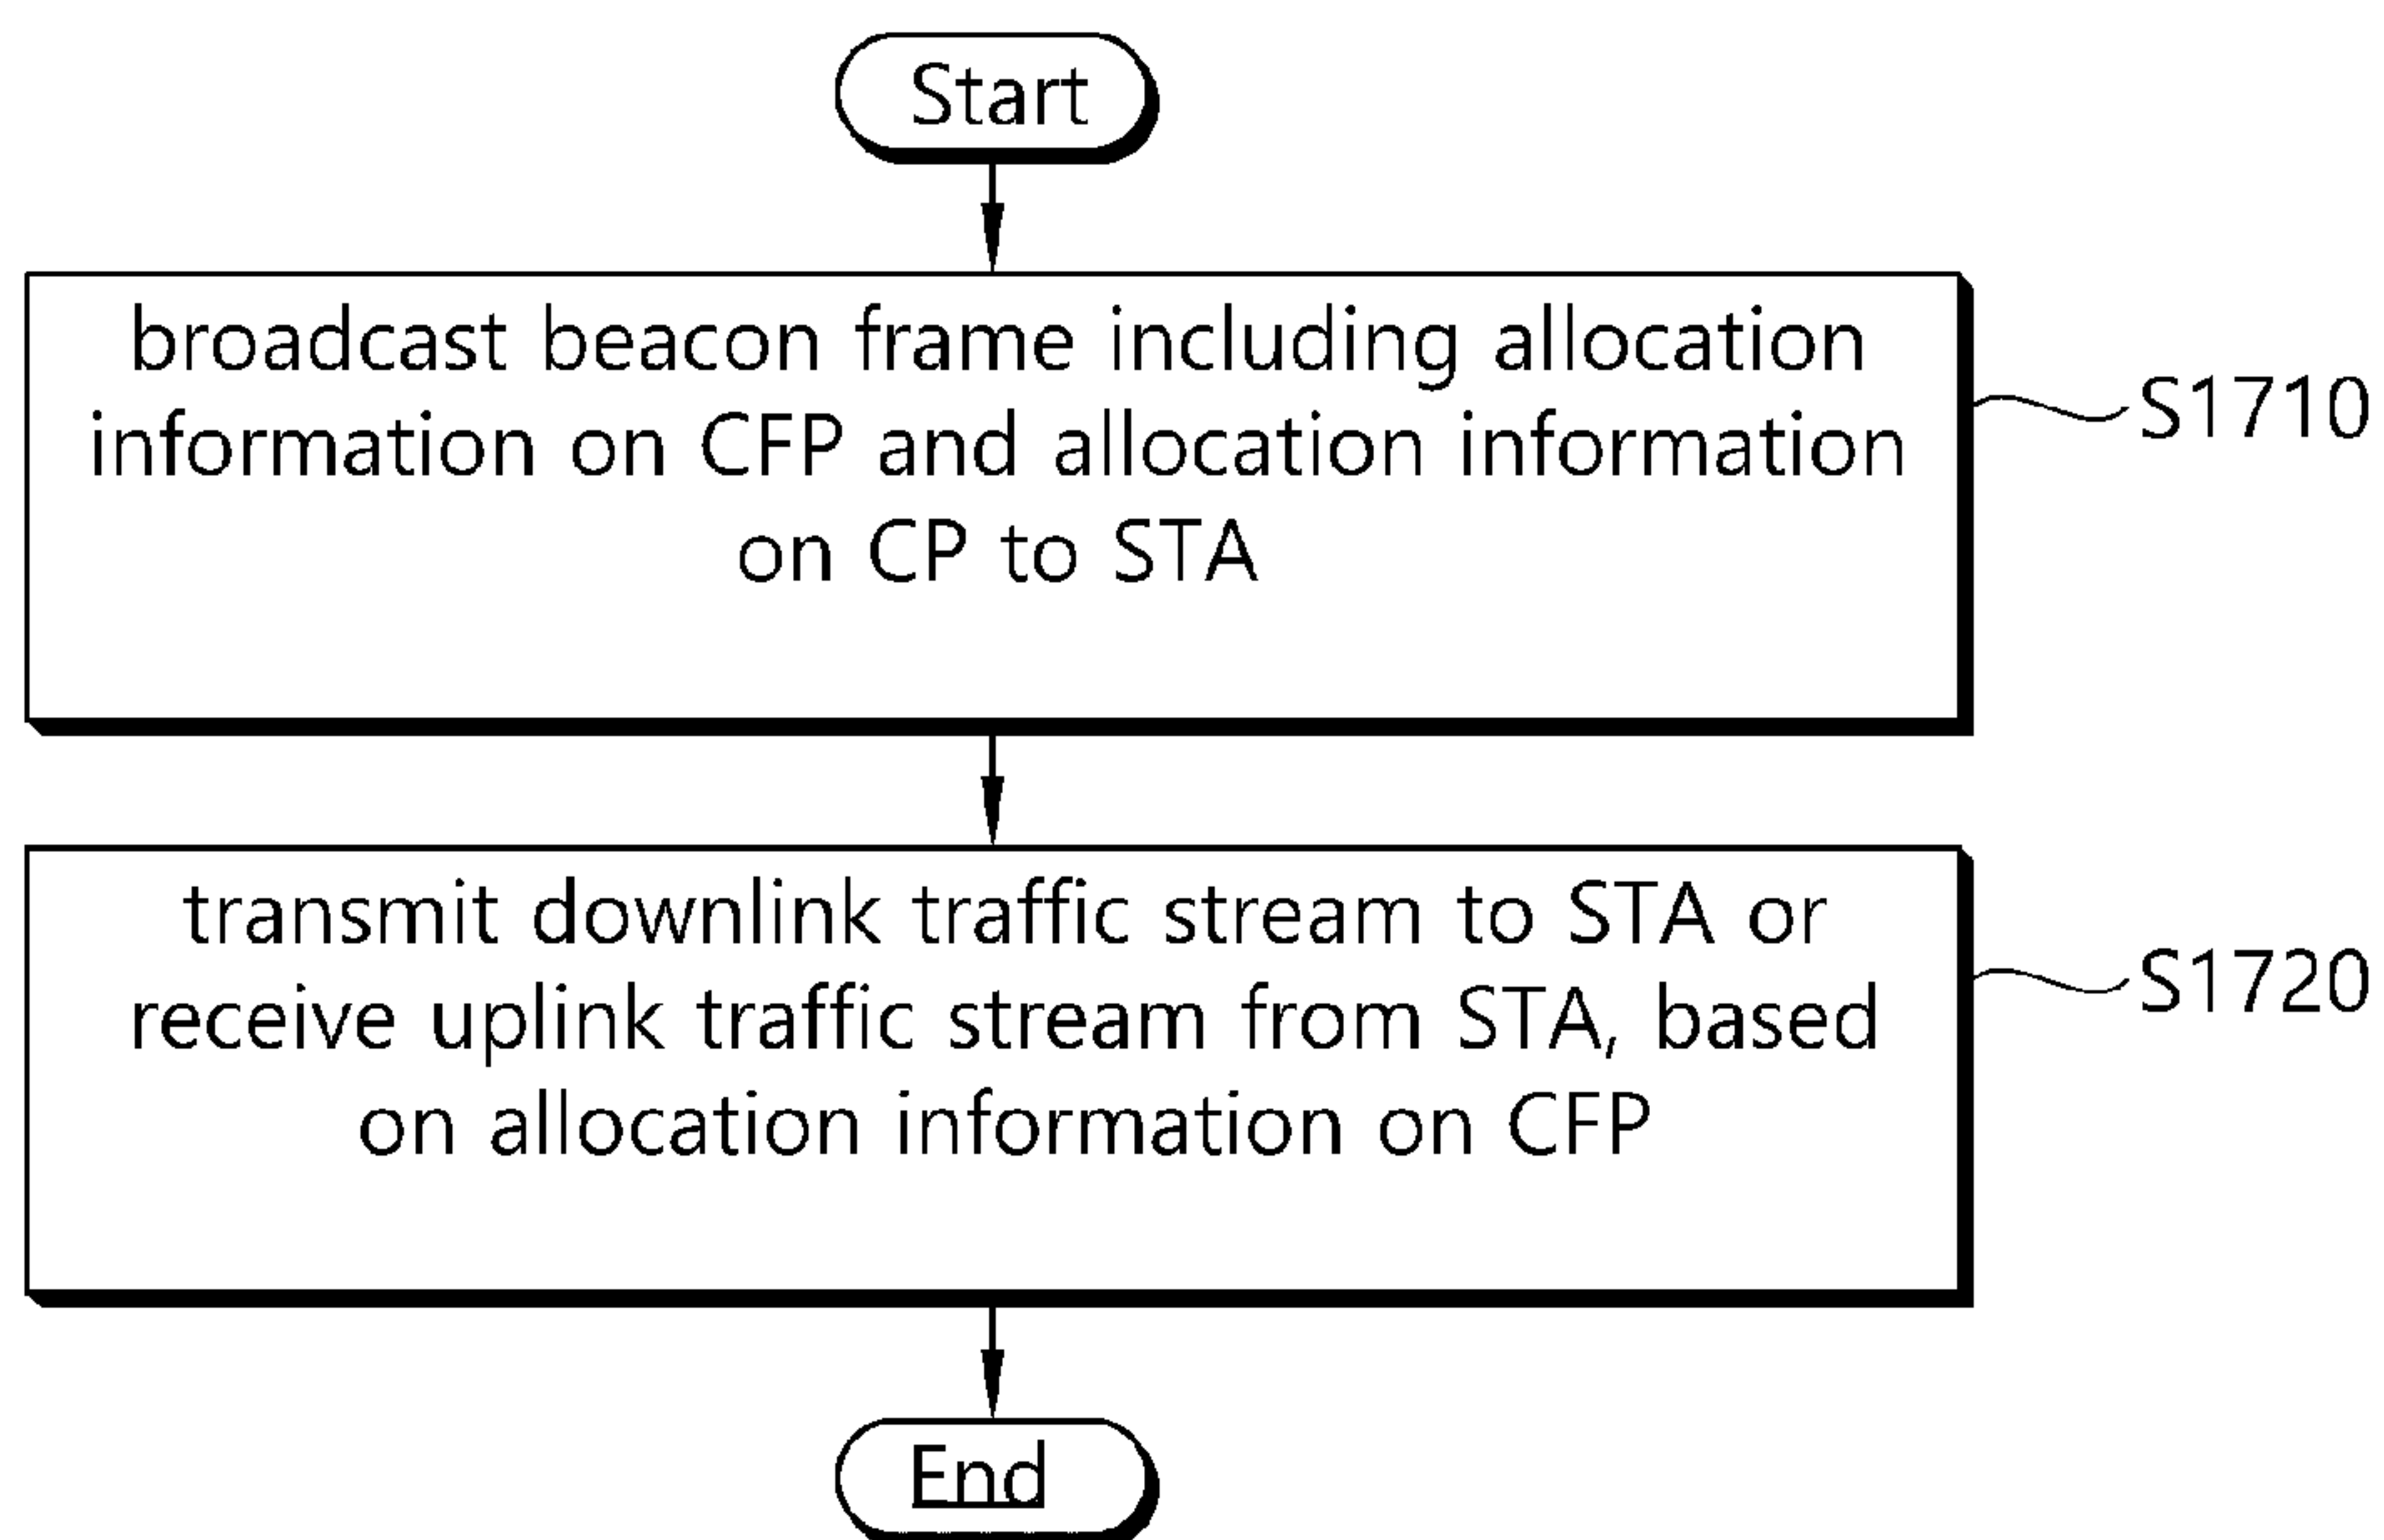 Start
broadcast beacon frame including allocation
information on CFP and allocation information
on CP to STA
S1710
transmit downlink traffic stream to STA or
receive uplink traffic stream from STA, based
on allocation information on CFP
S1720
End